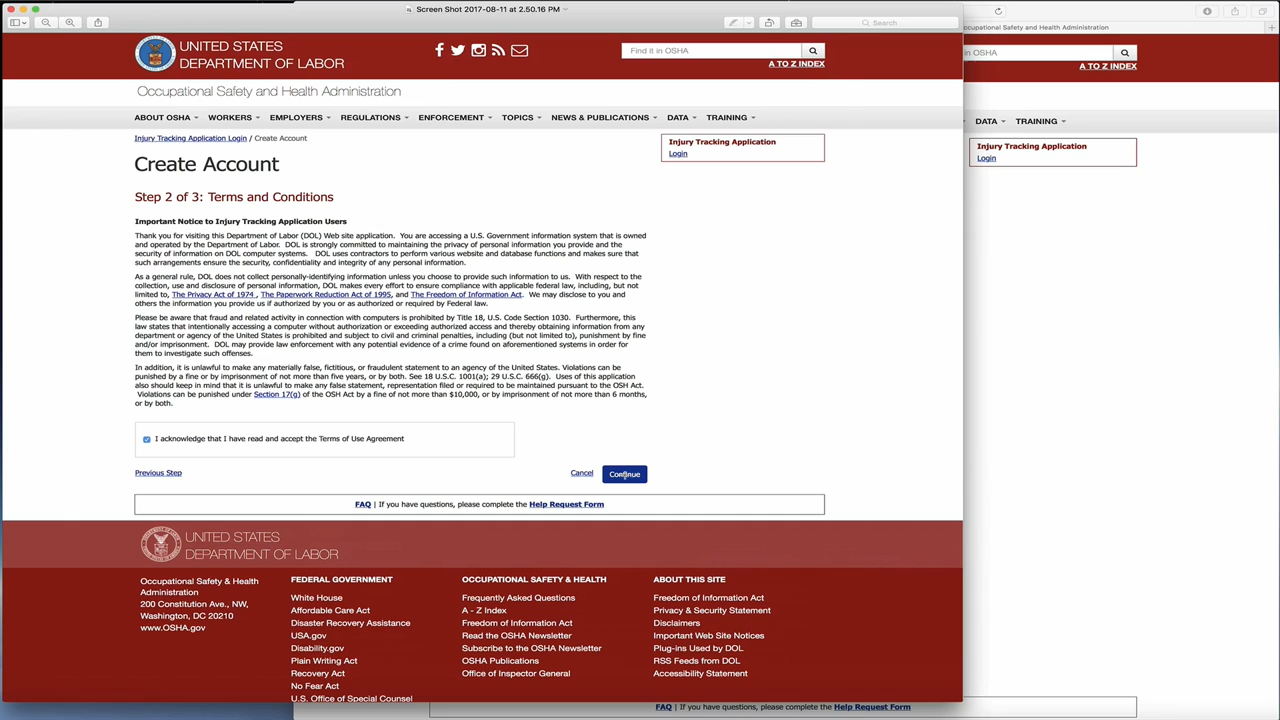 Screen Shot 2017-08-11 at 2.50.16 PM
Search
Occupational Safety and Health Administration
UNITED STATES
DEPARTMENT OF LABOR
Find it in OSHA
A TO Z INDEX
in OSHA
A TO Z INDEX
Occupational Safety and Health Administration
ABOUT OSHA WORKERS EMPLOYERS REGULATIONS ENFORCEMENT TOPICS NEWS & PUBLICATIONS DATA TRAINING
DATA TRAINING
Injury Tracking Application Login / Create Account
Injury Tracking Application
Login
Injury Tracking Application
Login
Create Account
Step 2 of 3: Terms and Conditions
Important Notice to Injury Tracking Application Users
Thank you for visiting this Department of Labor (DOL) Web site application. You are accessing a U.S. Government information system that is owned
and operated by the Department of Labor. DOL is strongly committed to maintaining the privacy of personal information you provide and the
security of information on DOL computer systems. DOL uses contractors to perform various website and database functions and makes sure that
such arrangements ensure the security, confidentiality and integrity of any personal information.
As a general rule, DOL does not collect personally-identifying information unless you choose to provide such information to us. With respect to the
collection, use and disclosure of personal information, DOL makes every effort to ensure compliance with applicable federal law, including, but not
limited to, The Privacy Act of 1974 , The Paperwork Reduction Act of 1995, and The Freedom of Information Act. We may disclose to you and
others the information you provide us if authorized by you or as authorized or required by Federal law.
Please be aware that fraud and related activity in connection with computers is prohibited by Title 18, U.S. Code Section 1030. Furthermore, this
law states that intentionally accessing a computer without authorization or exceeding authorized access and thereby obtaining information from any
department or agency of the United States is prohibited and subject to civil and criminal penalties, including (but not limited to), punishment by fine
and/or imprisonment. DOL may provide law enforcement with any potential evidence of a crime found on aforementioned systems in order for
them to investigate such offenses.
In addition, it is unlawful to make any materially false, fictitious, or fraudulent statement to an agency of the United States. Violations can be
punished by a fine or by imprisonment of not more than five years, or by both. See 18 U.S.C. 1001(a); 29 U.S.C. 666(g). Uses of this application
also should keep in mind that it is unlawful to make any false statement, representation filed or required to be maintained pursuant to the OSH Act.
Violations can be punished under Section 17(g) of the OSH Act by a fine of not more than $10,000, or by imprisonment of not more than 6 months,
or by both.
I acknowledge that I have read and accept the Terms of Use Agreement
Previous Step
Cancel
Continue
FAQ | If you have questions, please complete the Help Request Form
UNITED STATES
DEPARTMENT OF LABOR
Occupational Safety & Health
Administration
200 Constitution Ave., NW,
Washington, DC 20210
www.OSHA.gov
FEDERAL GOVERNMENT
White House
Affordable Care Act
Disaster Recovery Assistance
USA.gov
Disability.gov
Plain Writing Act
Recovery Act
No Fear Act
U.S. Office of Special Counsel
OCCUPATIONAL SAFETY & HEALTH
Frequently Asked Questions
A - Z Index
Freedom of Information Act
Read the OSHA Newsletter
Subscribe to the OSHA Newsletter
OSHA Publications
Office of Inspector General
ABOUT THIS SITE
Freedom of Information Act
Privacy & Security Statement
Disclaimers
Important Web Site Notices
Plug-ins Used by DOL
RSS Feeds from DOL
Accessibility Statement
FAQ | If you have questions, please complete the Help Request Form